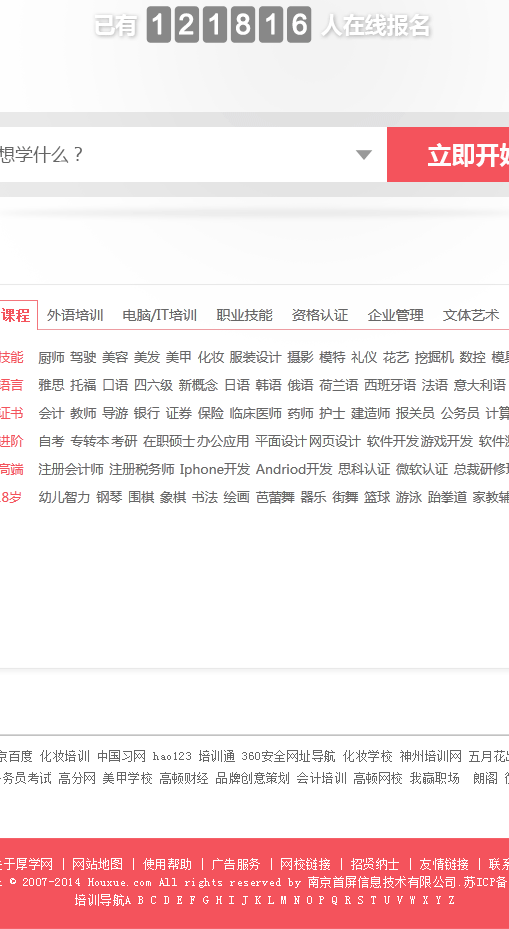 已有 121816 人在线报名
想学什么？ 立即开始
课程 外语培训 电脑/IT培训 职业技能 资格认证 企业管理 文体艺术
技能 厨师 驾驶 美容 美发 美甲 化妆 服装设计 摄影 模特 礼仪 花艺 挖掘机 数控
语言 雅思 托福 口语 四六级 新概念 日语 韩语 俄语 荷兰语 西班牙语 法语 意大利语
证书 会计 教师 导游 银行 证券 保险 临床医师 药师 护士 建造师 报关员 公务员
进阶 自考 专转本 考研 在职硕士 办公应用 平面设计 网页设计 软件开发 游戏开发 软件
高端 注册会计师 注册税务师 Iphone开发 Andriod开发 思科认证 微软认证 总裁研修
8岁 幼儿智力 钢琴 围棋 象棋 书法 绘画 芭蕾舞 器乐 街舞 篮球 游泳 跆拳道 家教
京百度 化妆培训 中国习网 hao123 培训通 360安全网址导航 化妆学校 神州培训网 五月花
务员考试 高分网 美甲学校 高顿财经 品牌创意策划 会计培训 高顿网校 我赢职场 朗阁
关于厚学网 | 网站地图 | 使用帮助 | 广告服务 | 网校链接 | 招贤纳士 | 友情链接 | 联系
© 2007-2014 Houxue.com All rights reserved by 南京首屏信息技术有限公司.苏ICP备
培训导航A B C D E F G H I J K L M N O P Q R S T U V W X Y Z